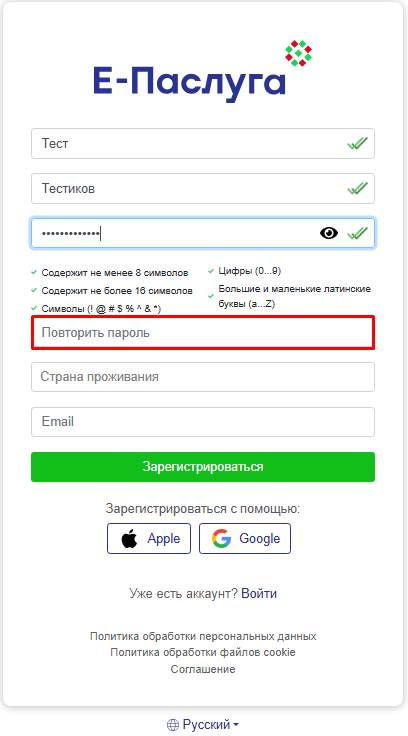 Е-Паслуга
Тест
Тестиков
•••••••••••••
Содержит не менее 8 символов
Цифры (0...9)
Содержит не более 16 символов
Большие и маленькие латинские
буквы (a...Z)
Символы (! @ # $ % ^ & *)
Повторить пароль
Страна проживания
Email
Зарегистрироваться
Зарегистрироваться с помощью:
Apple Google
Уже есть аккаунт? Войти
Политика обработки персональных данных
Политика обработки файлов cookie
Соглашение
Русский